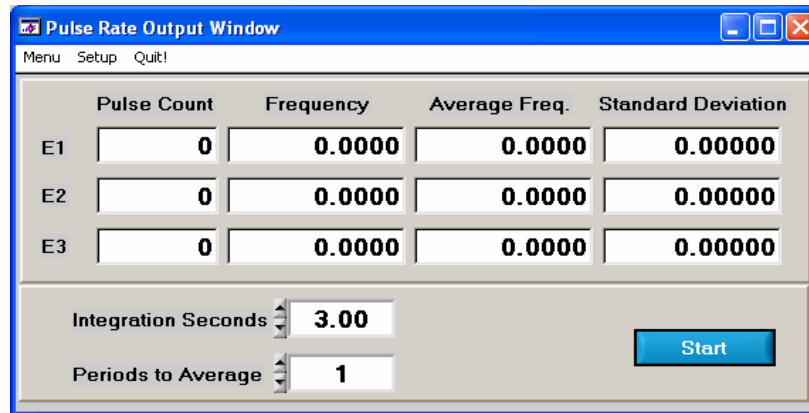 Pulse Rate Output Window
Menu Setup Quit!
Pulse Count Frequency Average Freq. Standard Deviation
E1 0 0.0000 0.0000 0.00000
E2 0 0.0000 0.0000 0.00000
E3 0 0.0000 0.0000 0.00000
Integration Seconds 3.00
Start
Periods to Average 1